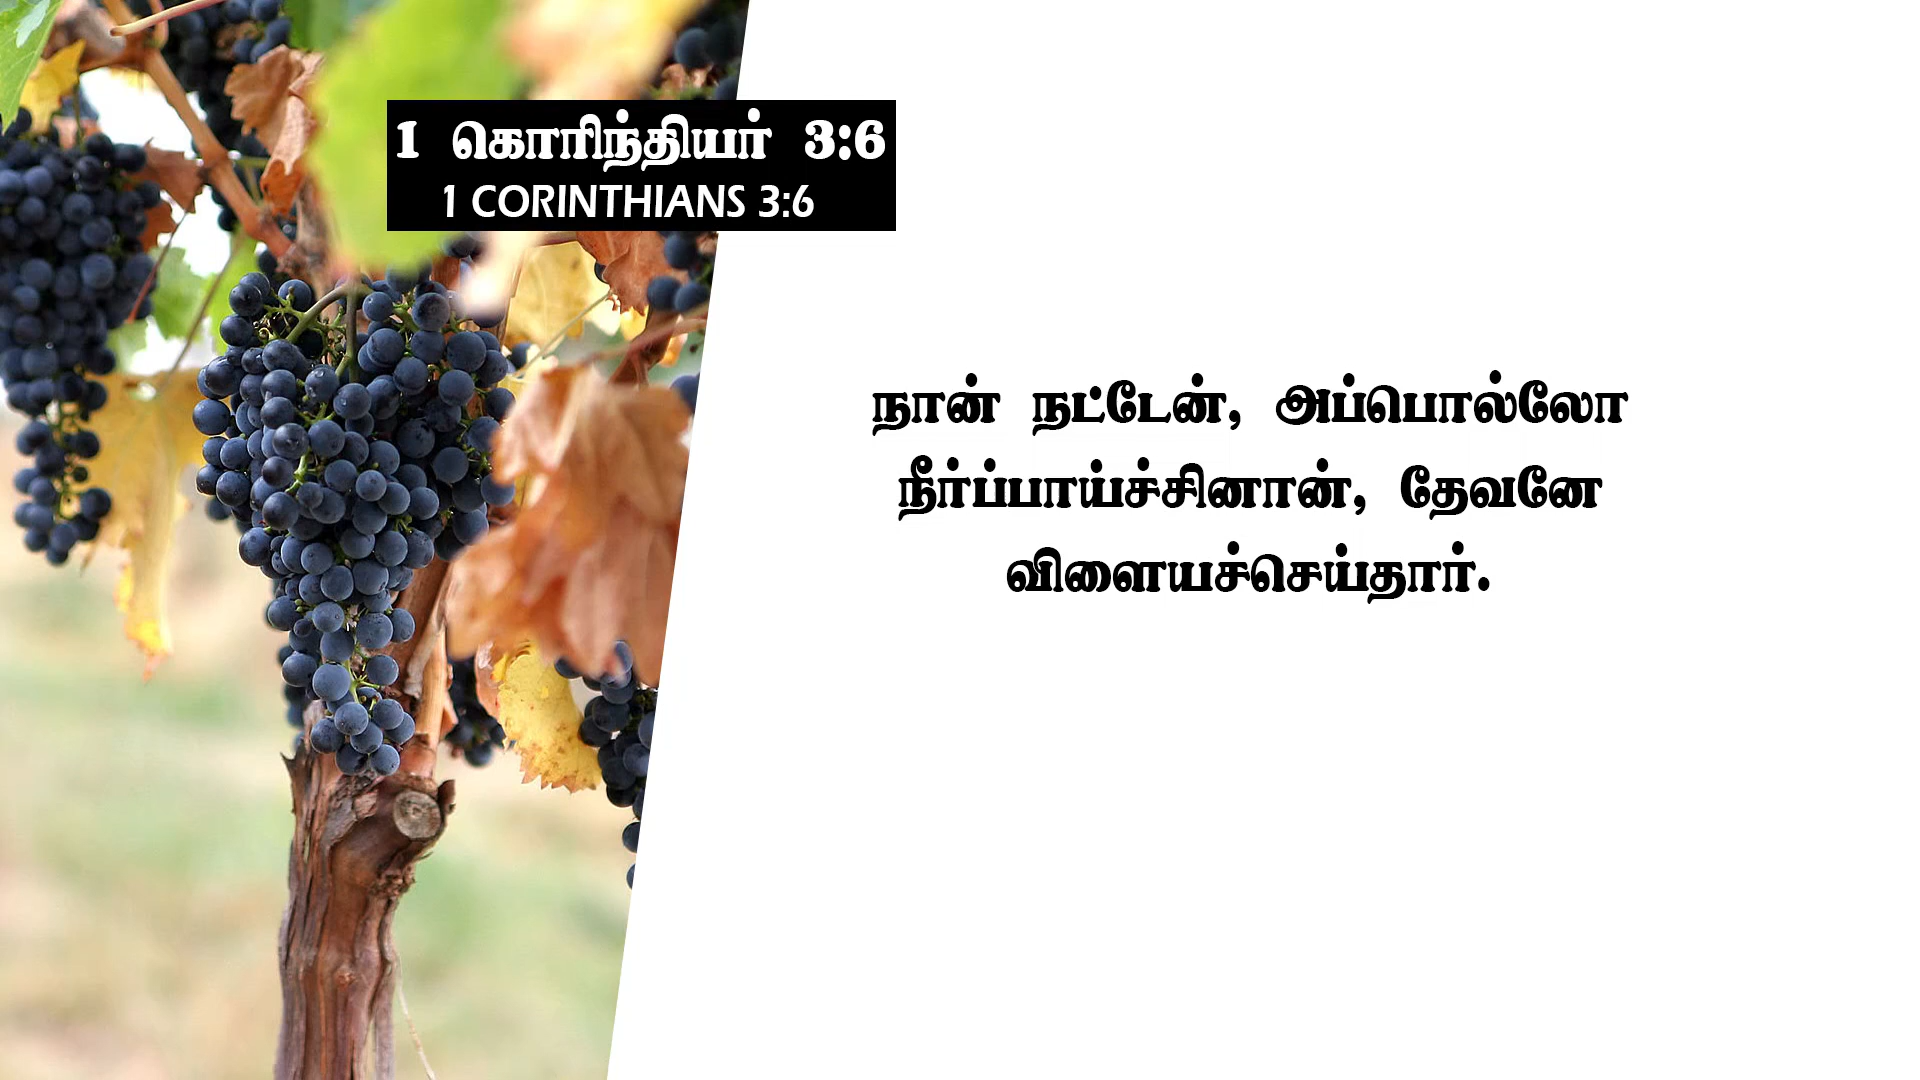 1 கொரிந்தியர் 3:6
1 CORINTHIANS 3:6
நான் நட்டேன், அப்பொல்லோ
நீர்ப்பாய்ச்சினான், தேவனே
விளையச்செய்தார்.